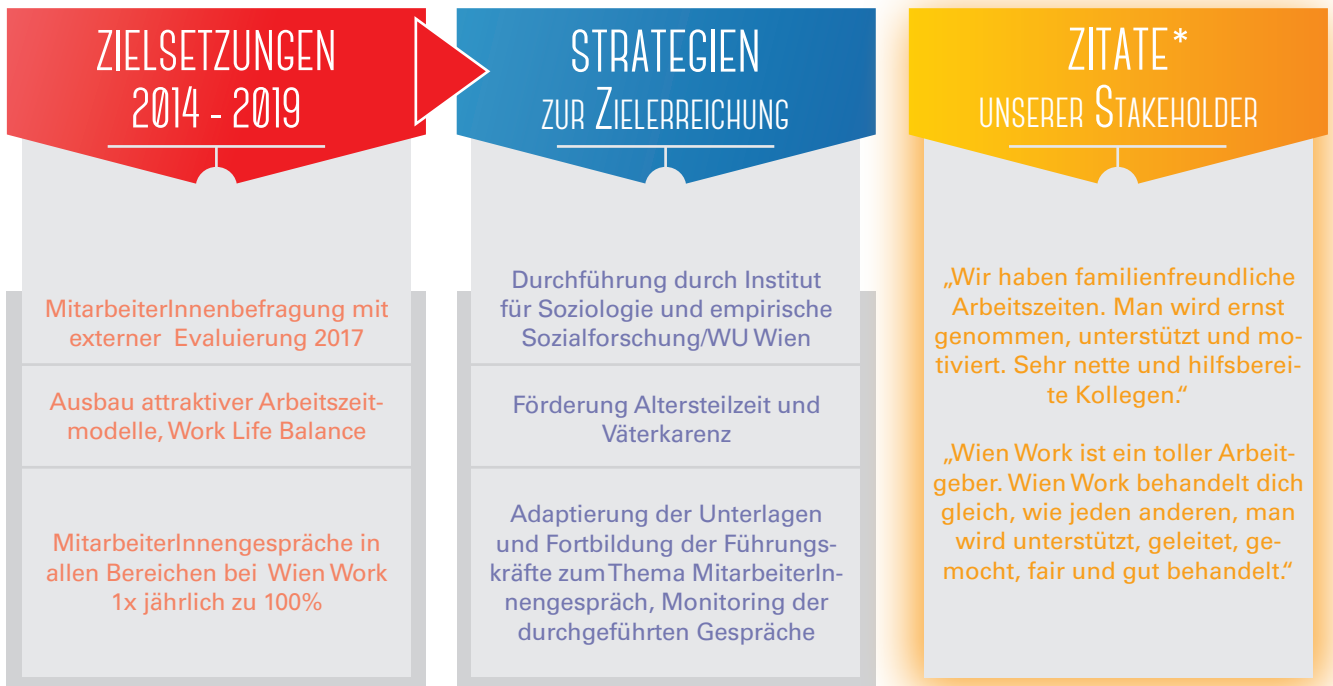 ZIELSETZUNGEN
2014 - 2019
MitarbeiterInnenbefragung mit
externer Evaluierung 2017
Ausbau attraktiver Arbeitszeit-
modelle, Work Life Balance
MitarbeiterInnengespräche in
allen Bereichen bei Wien Work
1x jährlich zu 100%
STRATEGIEN
ZUR ZIELERREICHUNG
Durchführung durch Institut
für Soziologie und empirische
Sozialforschung/WU Wien
Förderung Altersteilzeit und
Väterkarenz
Adaptierung der Unterlagen
und Fortbildung der Führungs-
kräfte zum Thema MitarbeiterIn-
nengespräch, Monitoring der
durchgeführten Gespräche
ZITATE*
UNSERER STAKEHOLDER
„Wir haben familienfreundliche
Arbeitszeiten. Man wird ernst
genommen, unterstützt und mo-
tiviert. Sehr nette und hilfsberei-
te Kollegen.“
„Wien Work ist ein toller Arbeit-
geber. Wien Work behandelt dich
gleich, wie jeden anderen, man
wird unterstützt, geleitet, ge-
mocht, fair und gut behandelt.“